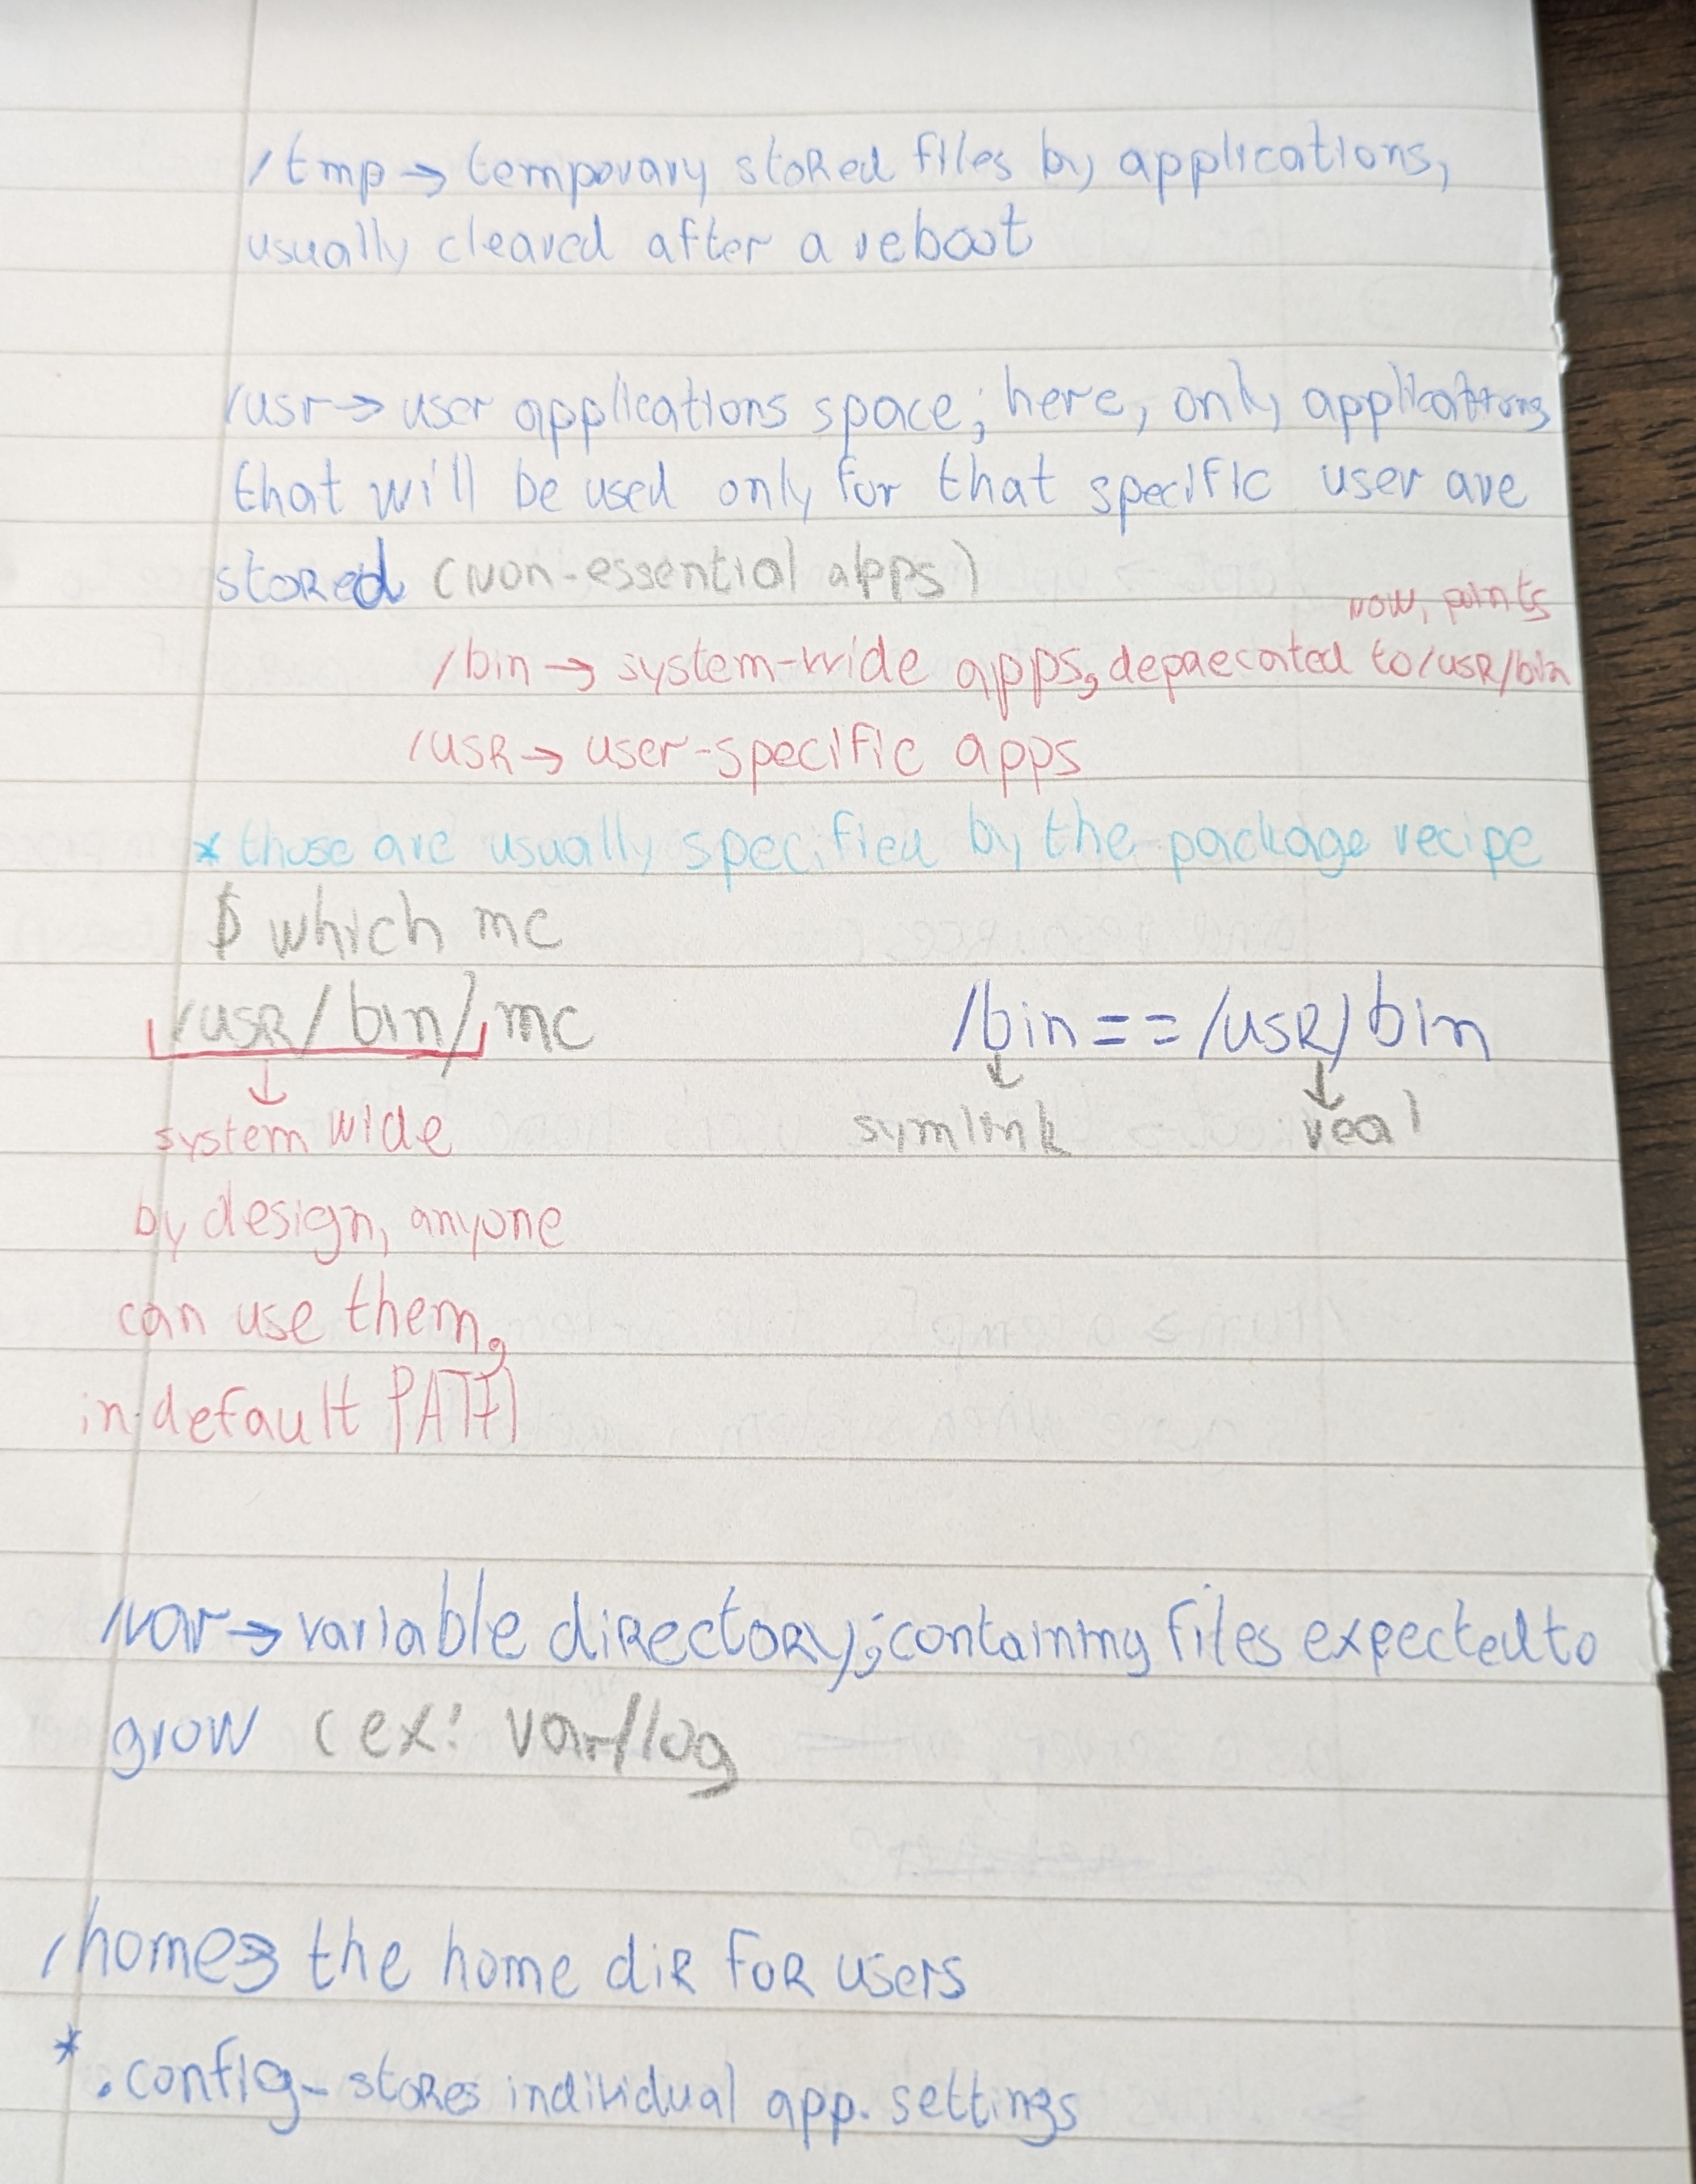 /tmp → temporary stored files by applications,
usually cleared after a reboot
/usr → user applications space; here, only applications
that will be used only for that specific user are
stored (non-essential apps)
now, points
/bin → system-wide apps, depraecated to /usr/bin
/usr → user-specific apps
* those are usually specified by the package recipe
$ which mc
/usr/bin/mc
/bin == /usr/bin
↓
↓ ↓
system wide
symlink real
by design, anyone
can use them,
in default PATH
/var → variable directory; containing files expected to
grow (ex: var/log
/home → the home dir for users
* .config - stores individual app. settings